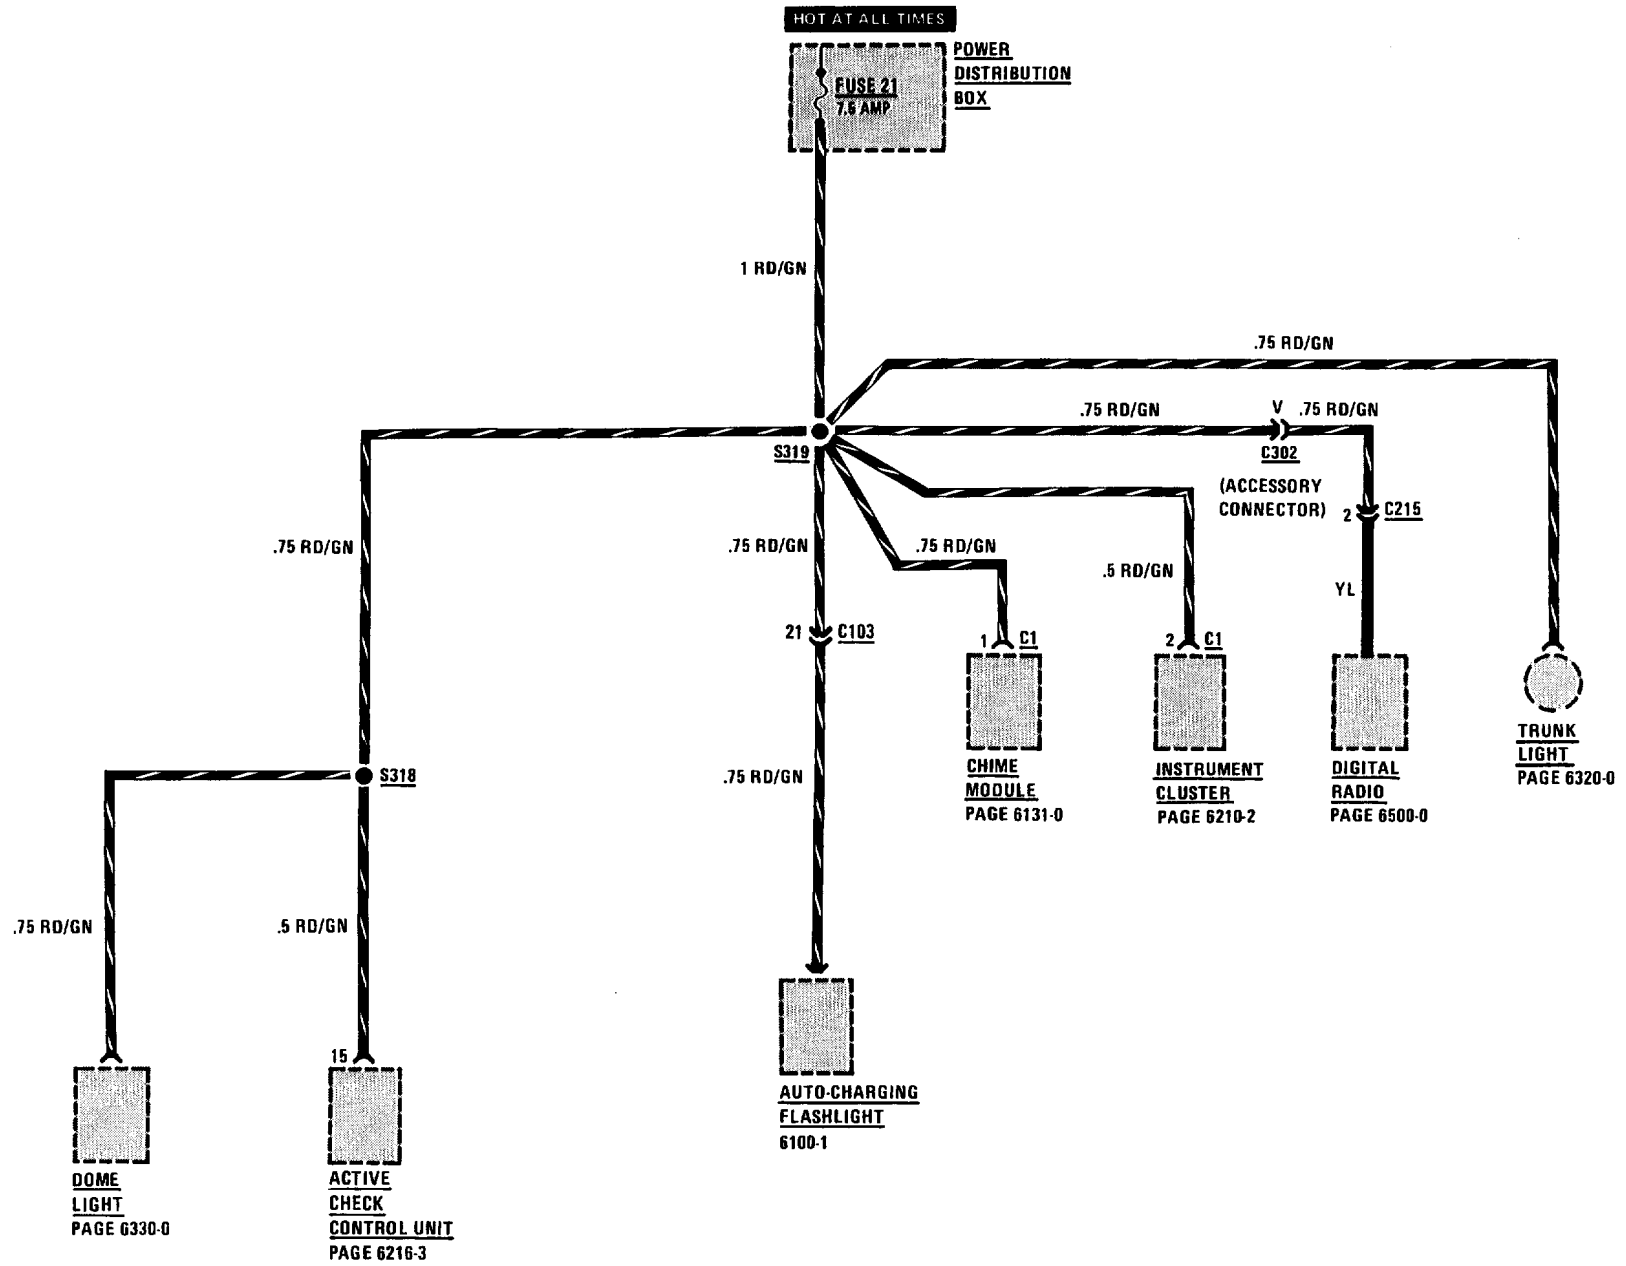 HOT AT ALL TIMES
POWER
DISTRIBUTION
BOX
FUSE 21
7.5 AMP
1 RD/GN
.75 RD/GN
.75 RD/GN
V
.75 RD/GN
S319
C302
(ACCESSORY
CONNECTOR)
2
C215
.75 RD/GN
.75 RD/GN
.75 RD/GN
.5 RD/GN
YL
21
C103
1
C1
2
C1
CHIME
MODULE
PAGE 6131-0
INSTRUMENT
CLUSTER
PAGE 6210-2
DIGITAL
RADIO
PAGE 6500-0
TRUNK
LIGHT
PAGE 6320-0
S318
.75 RD/GN
.75 RD/GN
.5 RD/GN
15
AUTO-CHARGING
FLASHLIGHT
6100-1
DOME
LIGHT
PAGE 6330-0
ACTIVE
CHECK
CONTROL UNIT
PAGE 6216-3